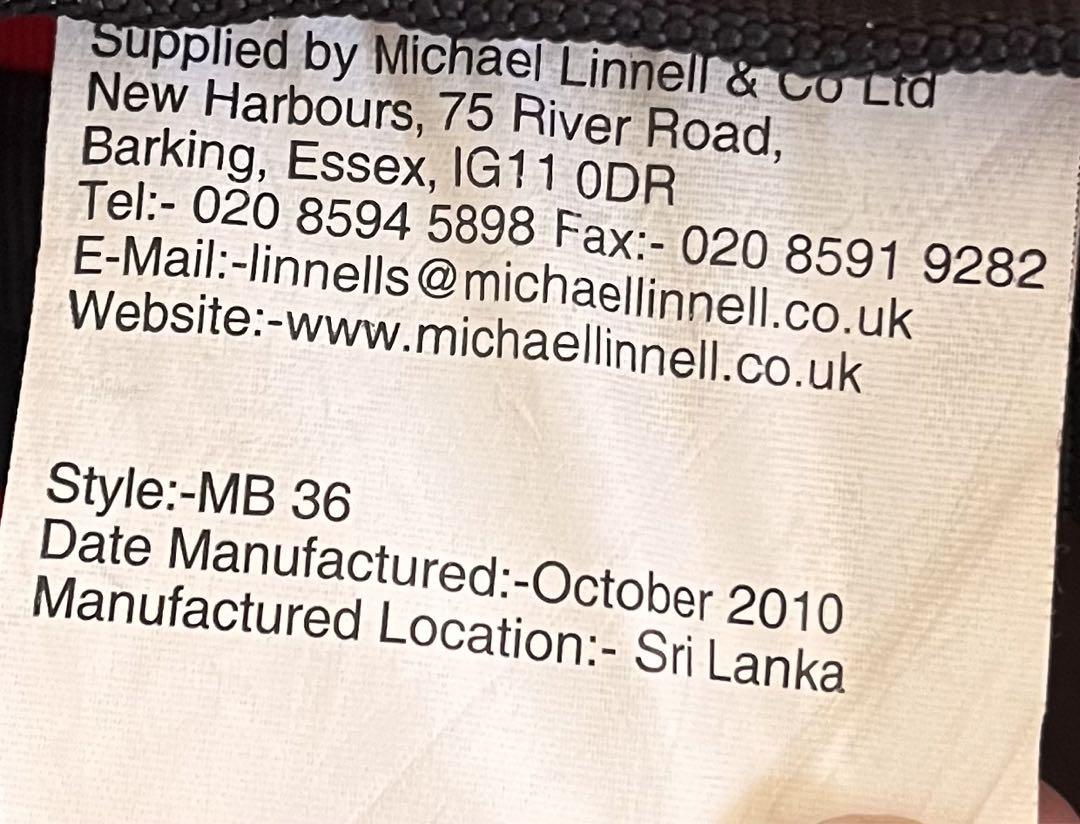 Supplied by Michael Linnell & Co Ltd
New Harbours, 75 River Road,
Barking, Essex, IG11 0DR
Tel:- 020 8594 5898 Fax:- 020 8591 9282
E-Mail:-linnells@michaellinnell.co.uk
Website:-www.michaellinnell.co.uk
Style:-MB 36
Date Manufactured:-October 2010
Manufactured Location:- Sri Lanka